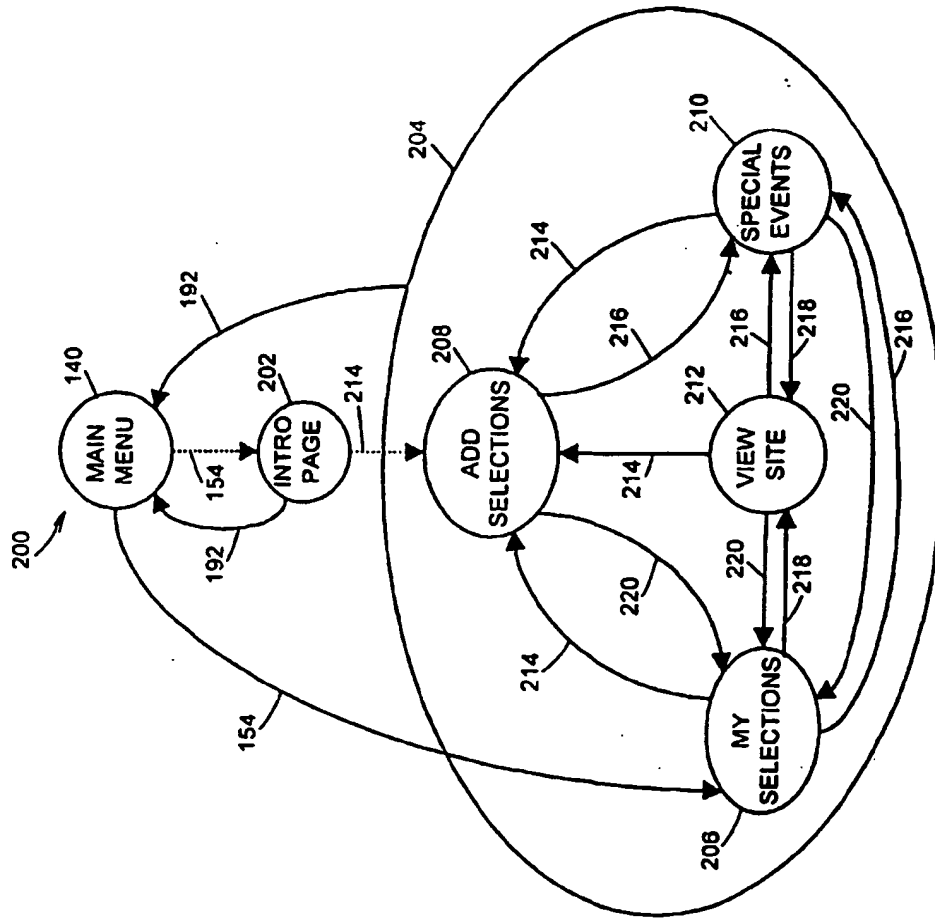 200
140
MAIN
MENU
192
154
202
INTRO
PAGE
192
214
154
204
208
ADD
SELECTIONS
214
216
214
220
214
210
SPECIAL
EVENTS
212
VIEW
SITE
216
218
220
218
206
MY
SELECTIONS
220
216